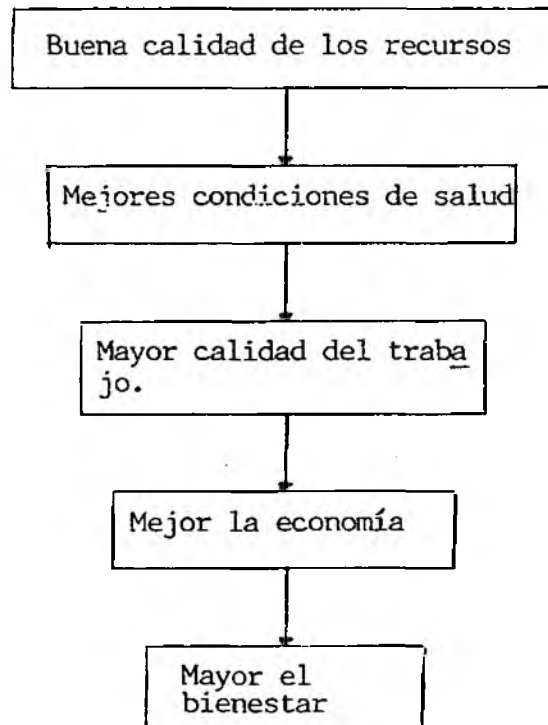 Buena calidad de los recursos
Mejores condiciones de salud
Mayor calidad del traba
jo.
Mejor la economía
Mayor el
bienestar